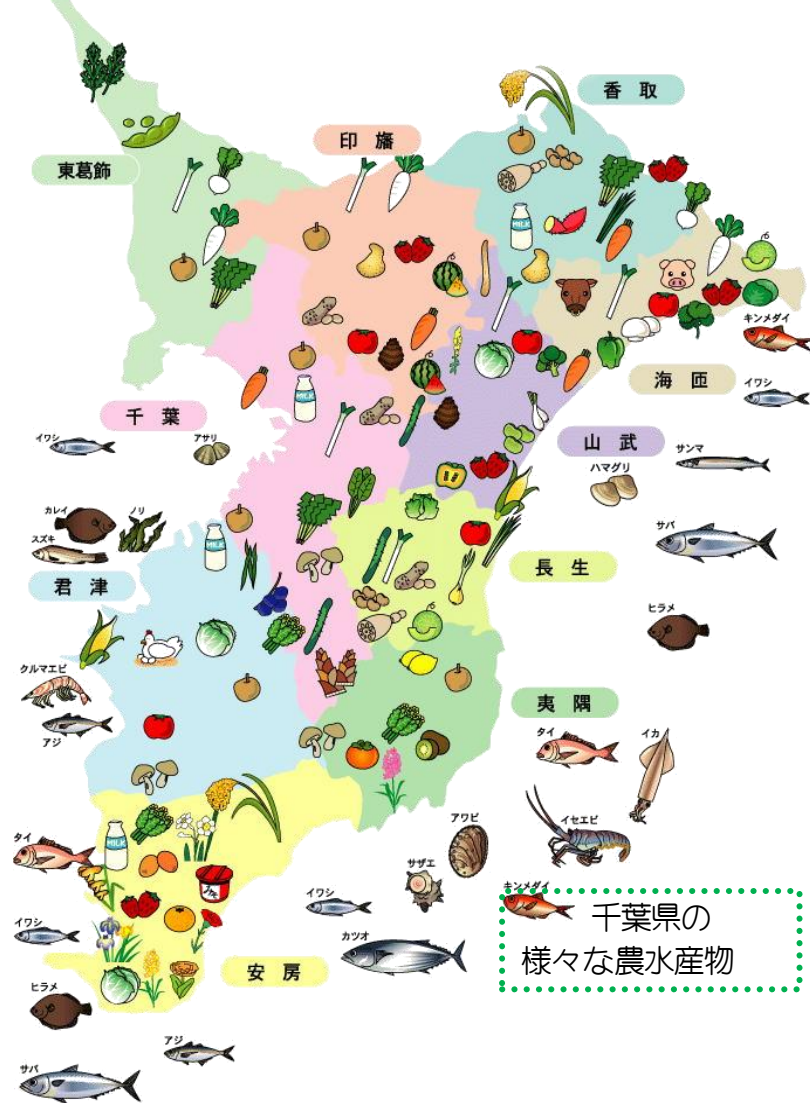 香 取
印 旛
東葛飾
MILK
キンメダイ
海 匝
イワシ
MILK
千 葉
イワシ
アサリ
山 武
サンマ
ハマグリ
カレイ
ノリ
スズキ
MILK
サバ
長 生
君 津
ヒラメ
クルマエビ
アジ
夷 隅
タイ
イカ
イセエビ
アワビ
タイ
MILK
サザエ
キンメダイ
イワシ
イワシ
カツオ
千葉県の
様々な農水産物
安 房
ヒラメ
アジ
サバ